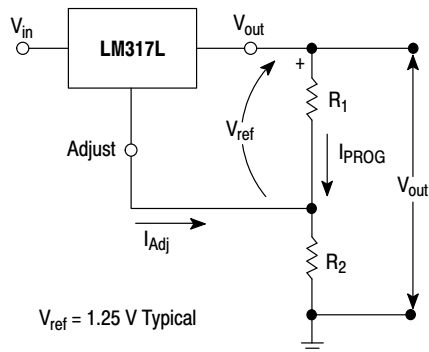 Vin
LM317L
Vout
+
R1
Adjust
Vref
IPROG
Vout
IAdj
R2
Vref = 1.25 V Typical